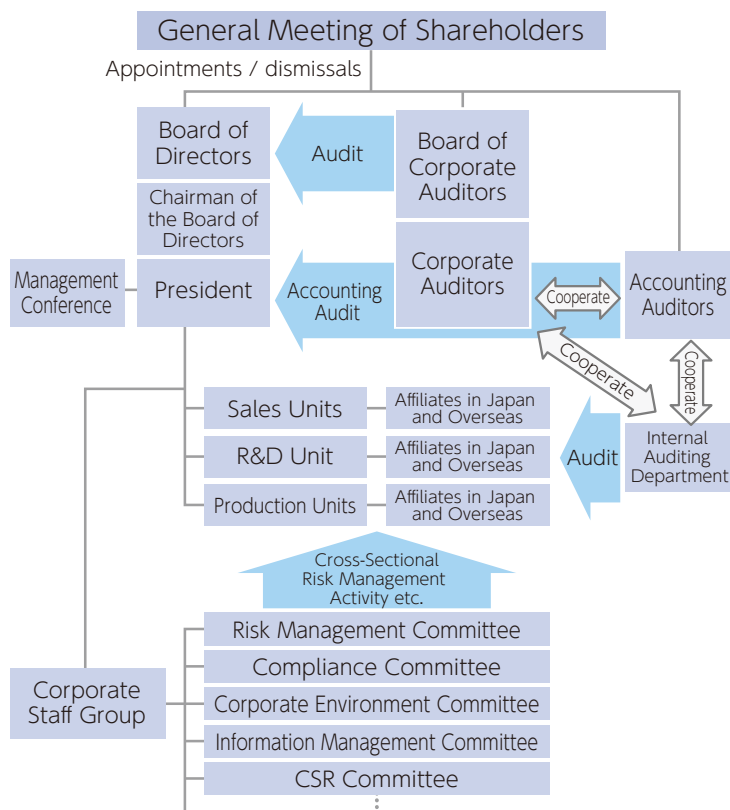 General Meeting of Shareholders
Appointments / dismissals
Board of
Directors
Audit
Board of
Corporate
Auditors
Chairman of
the Board of
Directors
Management
Conference
President
Accounting
Audit
Corporate
Auditors
Cooperate
Accounting
Auditors
Cooperate
Cooperate
Sales Units
Affiliates in Japan
and Overseas
R&D Unit
Affiliates in Japan
and Overseas
Audit
Internal
Auditing
Department
Production Units
Affiliates in Japan
and Overseas
Cross-Sectional
Risk Management
Activity etc.
Risk Management Committee
Compliance Committee
Corporate
Staff Group
Corporate Environment Committee
Information Management Committee
CSR Committee